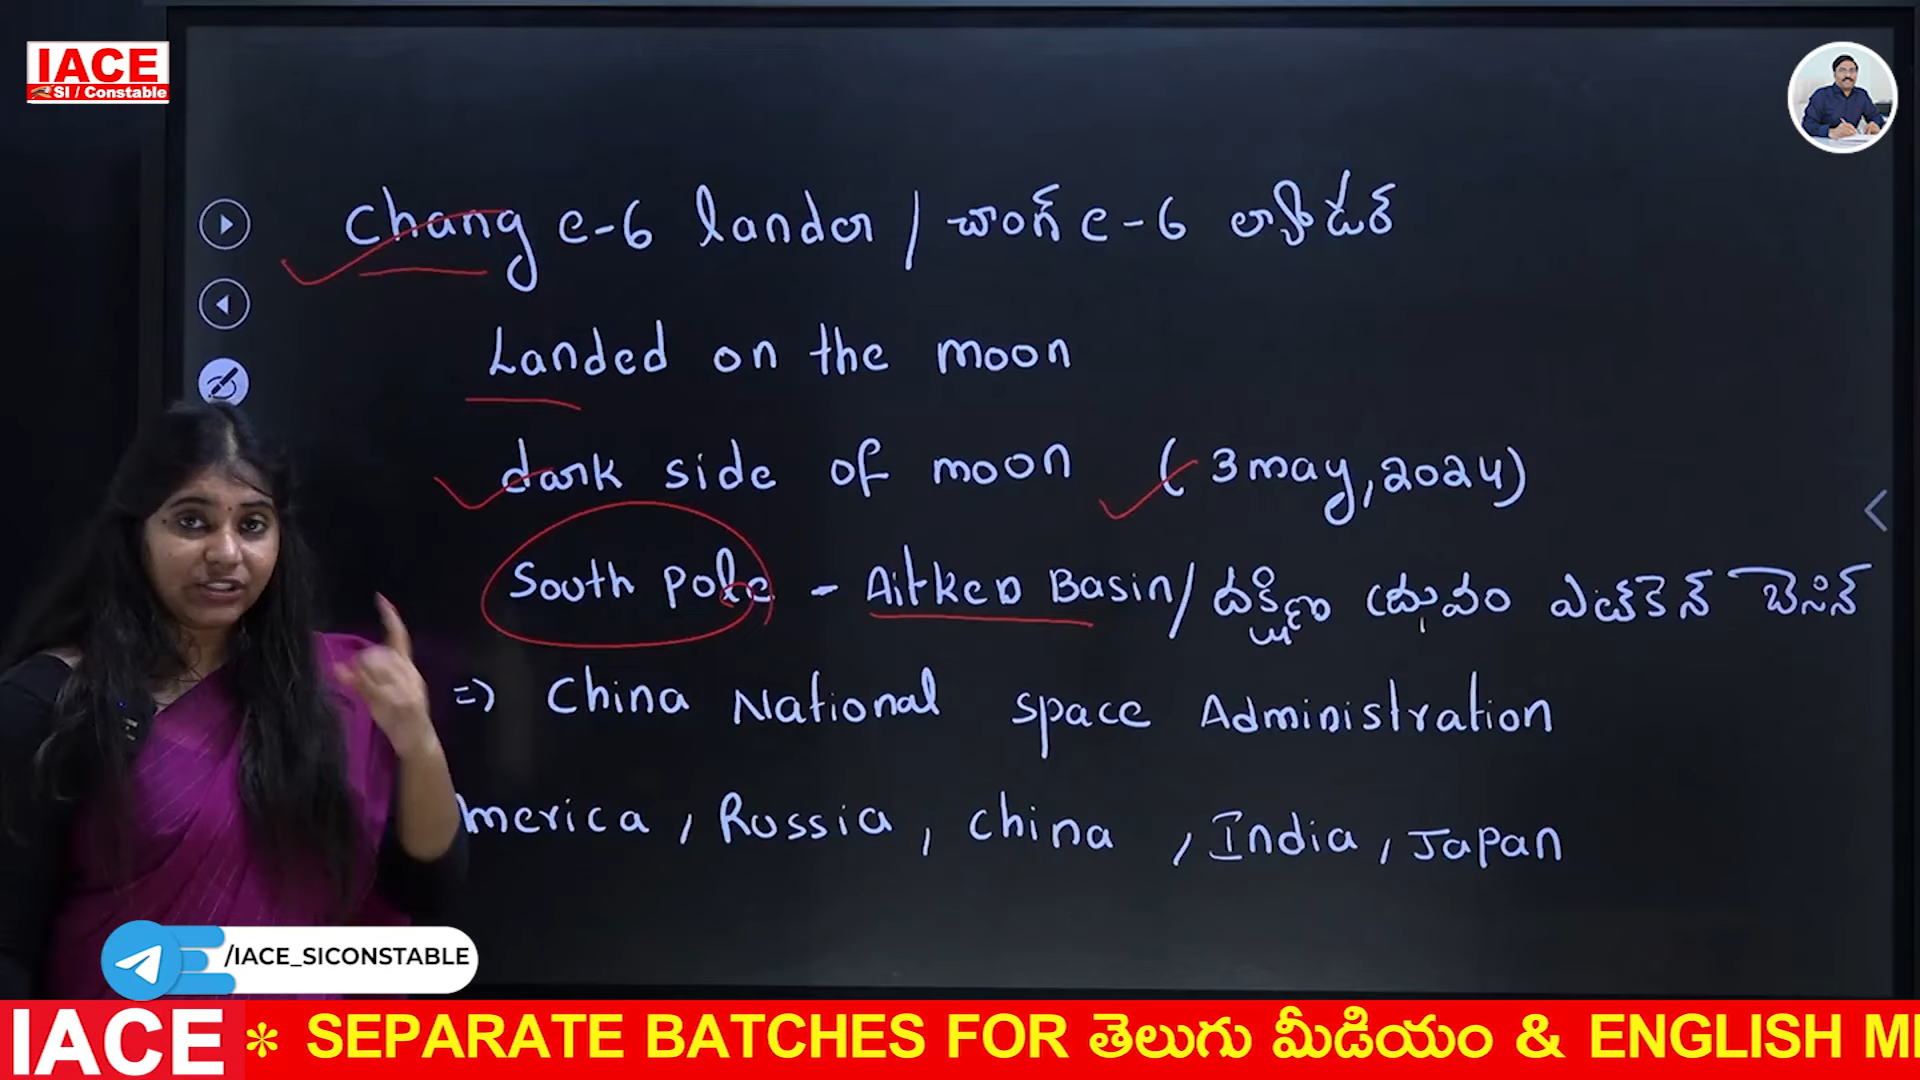 IACE
SI / Constable
Chang e-6 lander / చాంగ్ e-6 ల్యాండర్
Landed on the moon
dark side of moon (3 may, 2024)
South pole - Aitken Basin / దక్షిణ ధ్రువం ఎయిట్‌కెన్ బెసిన్
=) China National space Administration
merica, Russia, china, India, Japan
/IACE_SICONSTABLE
IACE * SEPARATE BATCHES FOR తెలుగు మీడియం & ENGLISH ME